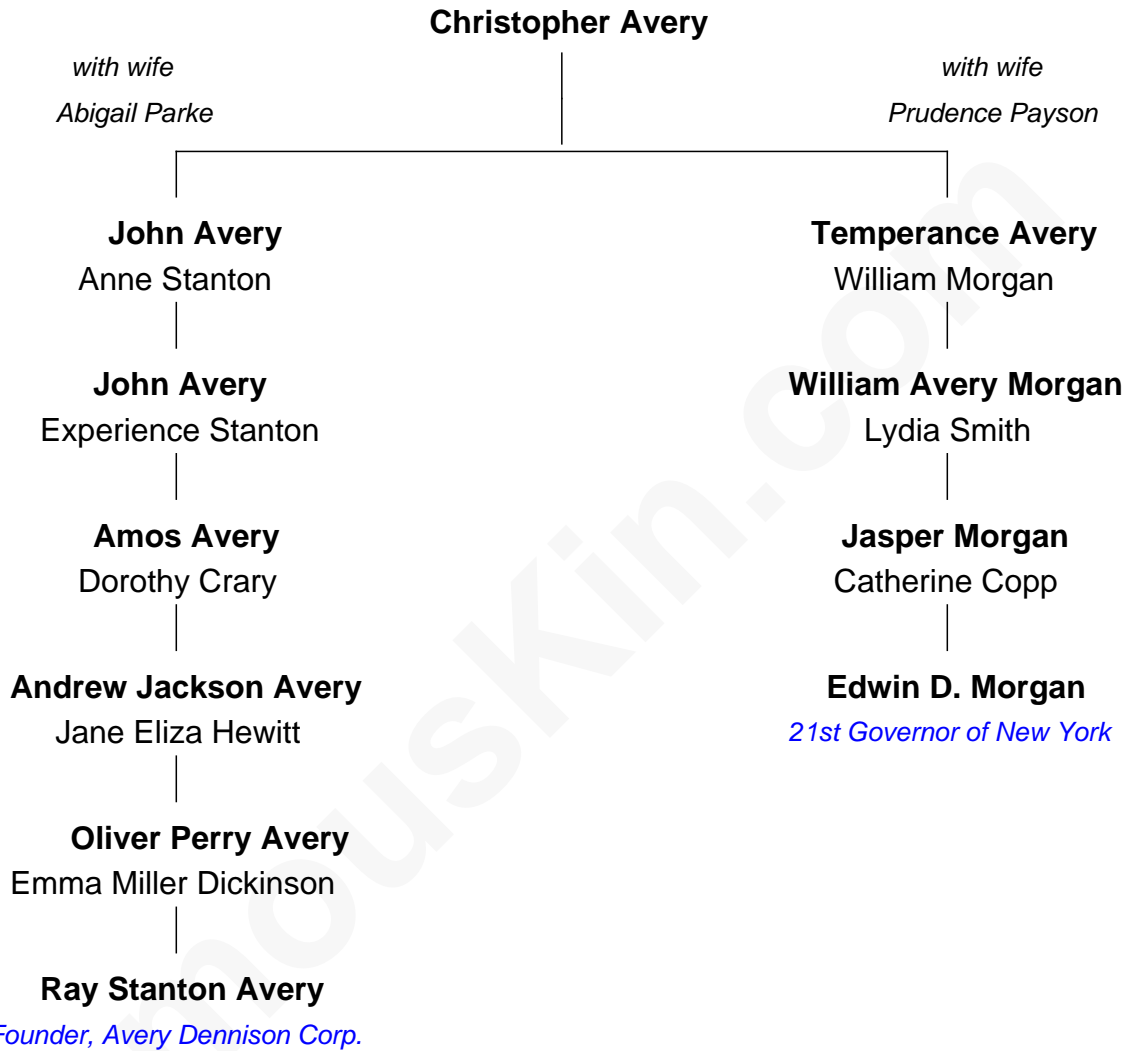 Christopher Avery
with wife
Abigail Parke
with wife
Prudence Payson
John Avery
Anne Stanton
Temperance Avery
William Morgan
John Avery
Experience Stanton
William Avery Morgan
Lydia Smith
Amos Avery
Dorothy Crary
Jasper Morgan
Catherine Copp
Andrew Jackson Avery
Jane Eliza Hewitt
Edwin D. Morgan
21st Governor of New York
Oliver Perry Avery
Emma Miller Dickinson
Ray Stanton Avery
Founder, Avery Dennison Corp.
mouskin.com